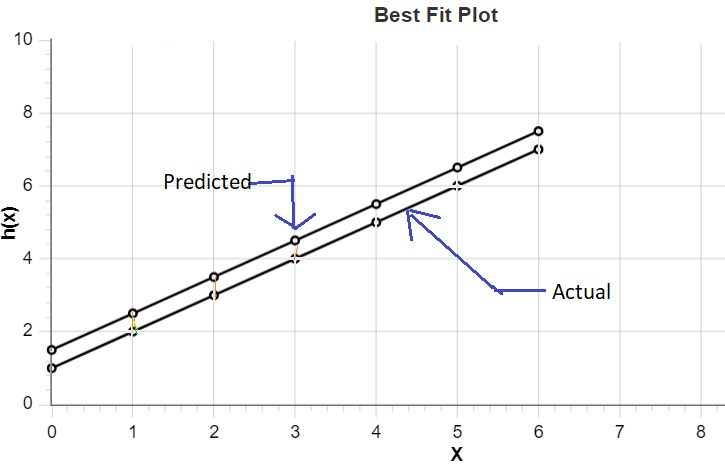 Best Fit Plot
10
8
6
4
2
0
h(x)
Predicted
Actual
0 1 2 3 4 5 6 7 8
X